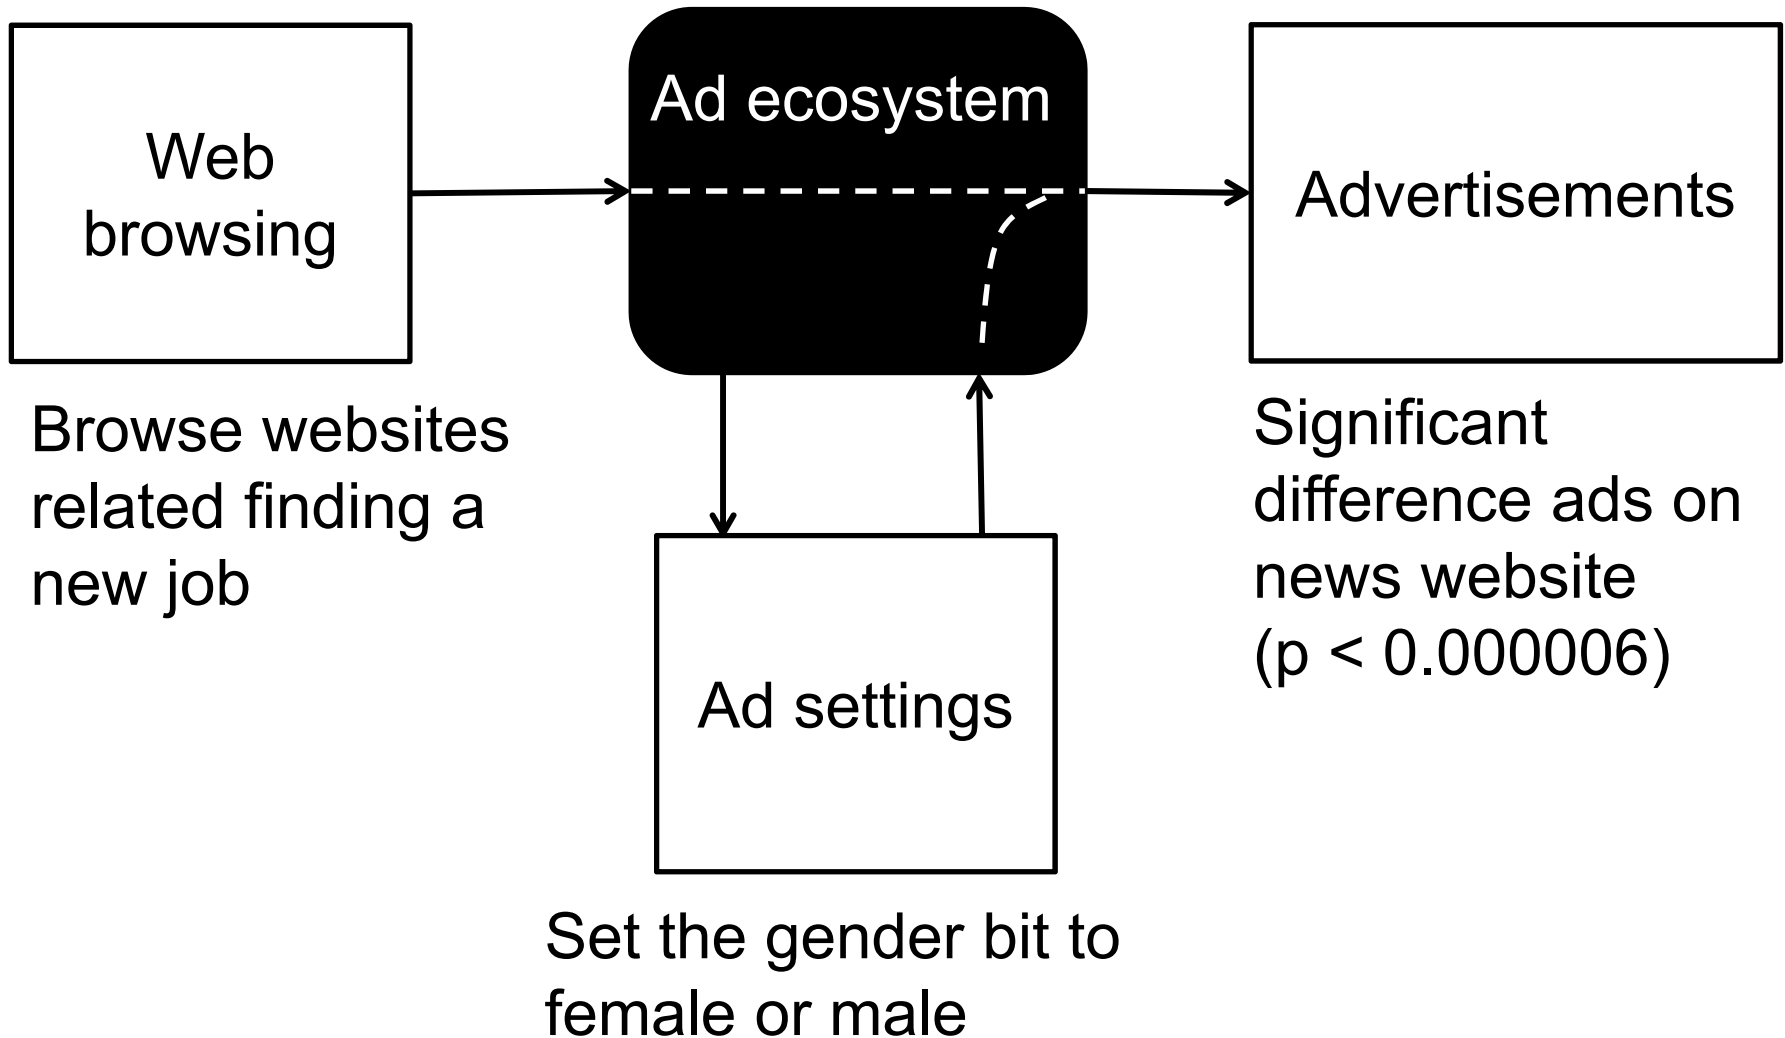 Web
browsing
Ad ecosystem
Advertisements
Browse websites
related finding a
new job
Significant
difference ads on
news website
(p < 0.000006)
Ad settings
Set the gender bit to
female or male